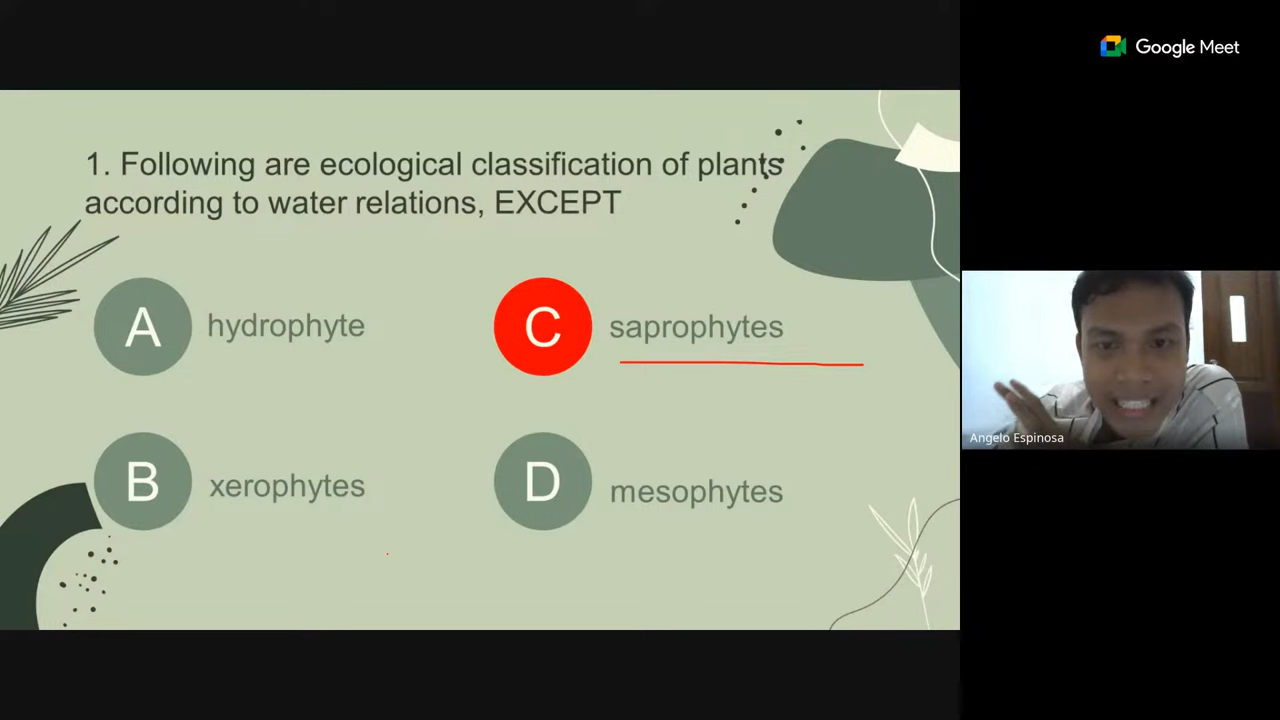 Google Meet
1. Following are ecological classification of plants
according to water relations, EXCEPT
A hydrophyte
C saprophytes
B xerophytes
D mesophytes
Angelo Espinosa